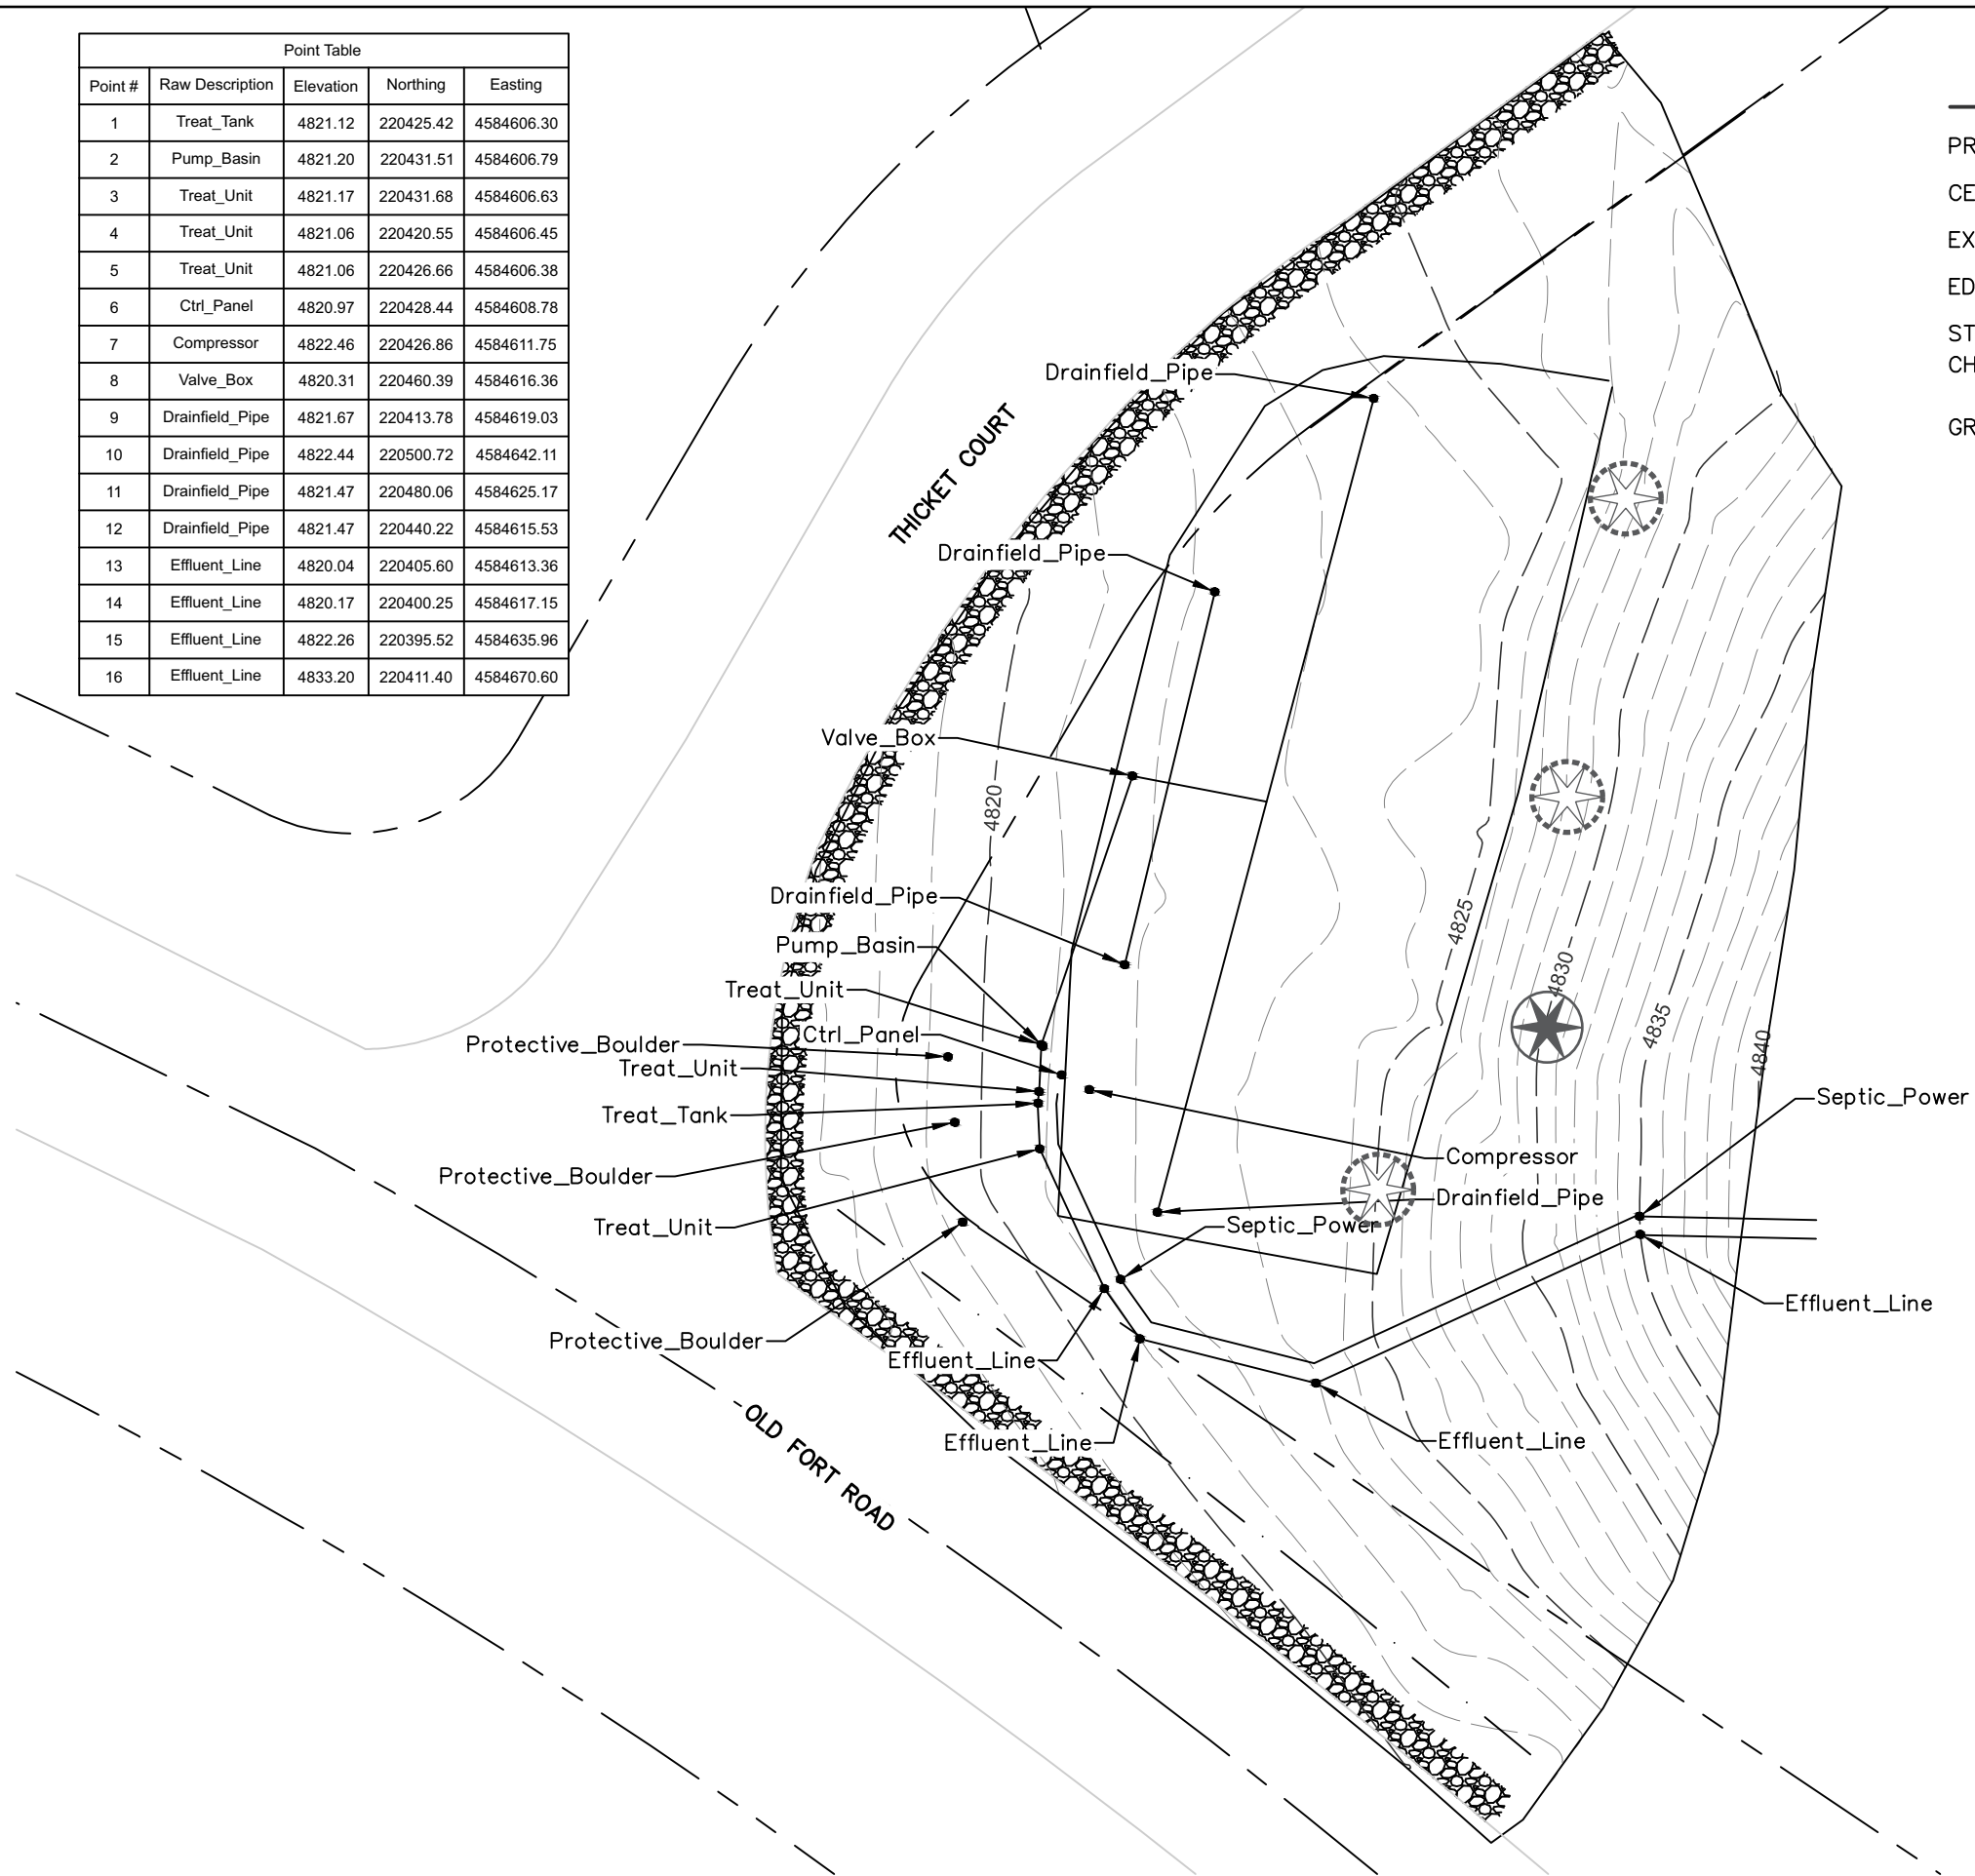 Point Table
Point # Raw Description Elevation Northing Easting
1 Treat_Tank 4821.12 220425.42 4584606.30
2 Pump_Basin 4821.20 220431.51 4584606.79
3 Treat_Unit 4821.17 220431.68 4584606.63
4 Treat_Unit 4821.06 220420.55 4584606.45
5 Treat_Unit 4821.06 220426.66 4584606.38
6 Ctrl_Panel 4820.97 220428.44 4584608.78
7 Compressor 4822.46 220426.86 4584611.75
8 Valve_Box 4820.31 220460.39 4584616.36
9 Drainfield_Pipe 4821.67 220413.78 4584619.03
10 Drainfield_Pipe 4822.44 220500.72 4584642.11
11 Drainfield_Pipe 4821.47 220480.06 4584625.17
12 Drainfield_Pipe 4821.47 220440.22 4584615.53
13 Effluent_Line 4820.04 220405.60 4584613.36
14 Effluent_Line 4820.17 220400.25 4584617.15
15 Effluent_Line 4822.26 220395.52 4584635.96
16 Effluent_Line 4833.20 220411.40 4584670.60
PR
CE
EX
ED
ST
CH
GR
Drainfield_Pipe
THICKET COURT
Drainfield_Pipe
Valve_Box
4820
Drainfield_Pipe
4825
Pump_Basin
4830
Treat_Unit
4835
Ctrl_Panel
4840
Protective_Boulder
Treat_Unit
Septic_Power
Treat_Tank
Compressor
Protective_Boulder
Drainfield_Pipe
Treat_Unit
Septic_Power
Effluent_Line
Protective_Boulder
Effluent_Line
Effluent_Line
Effluent_Line
OLD FORT ROAD